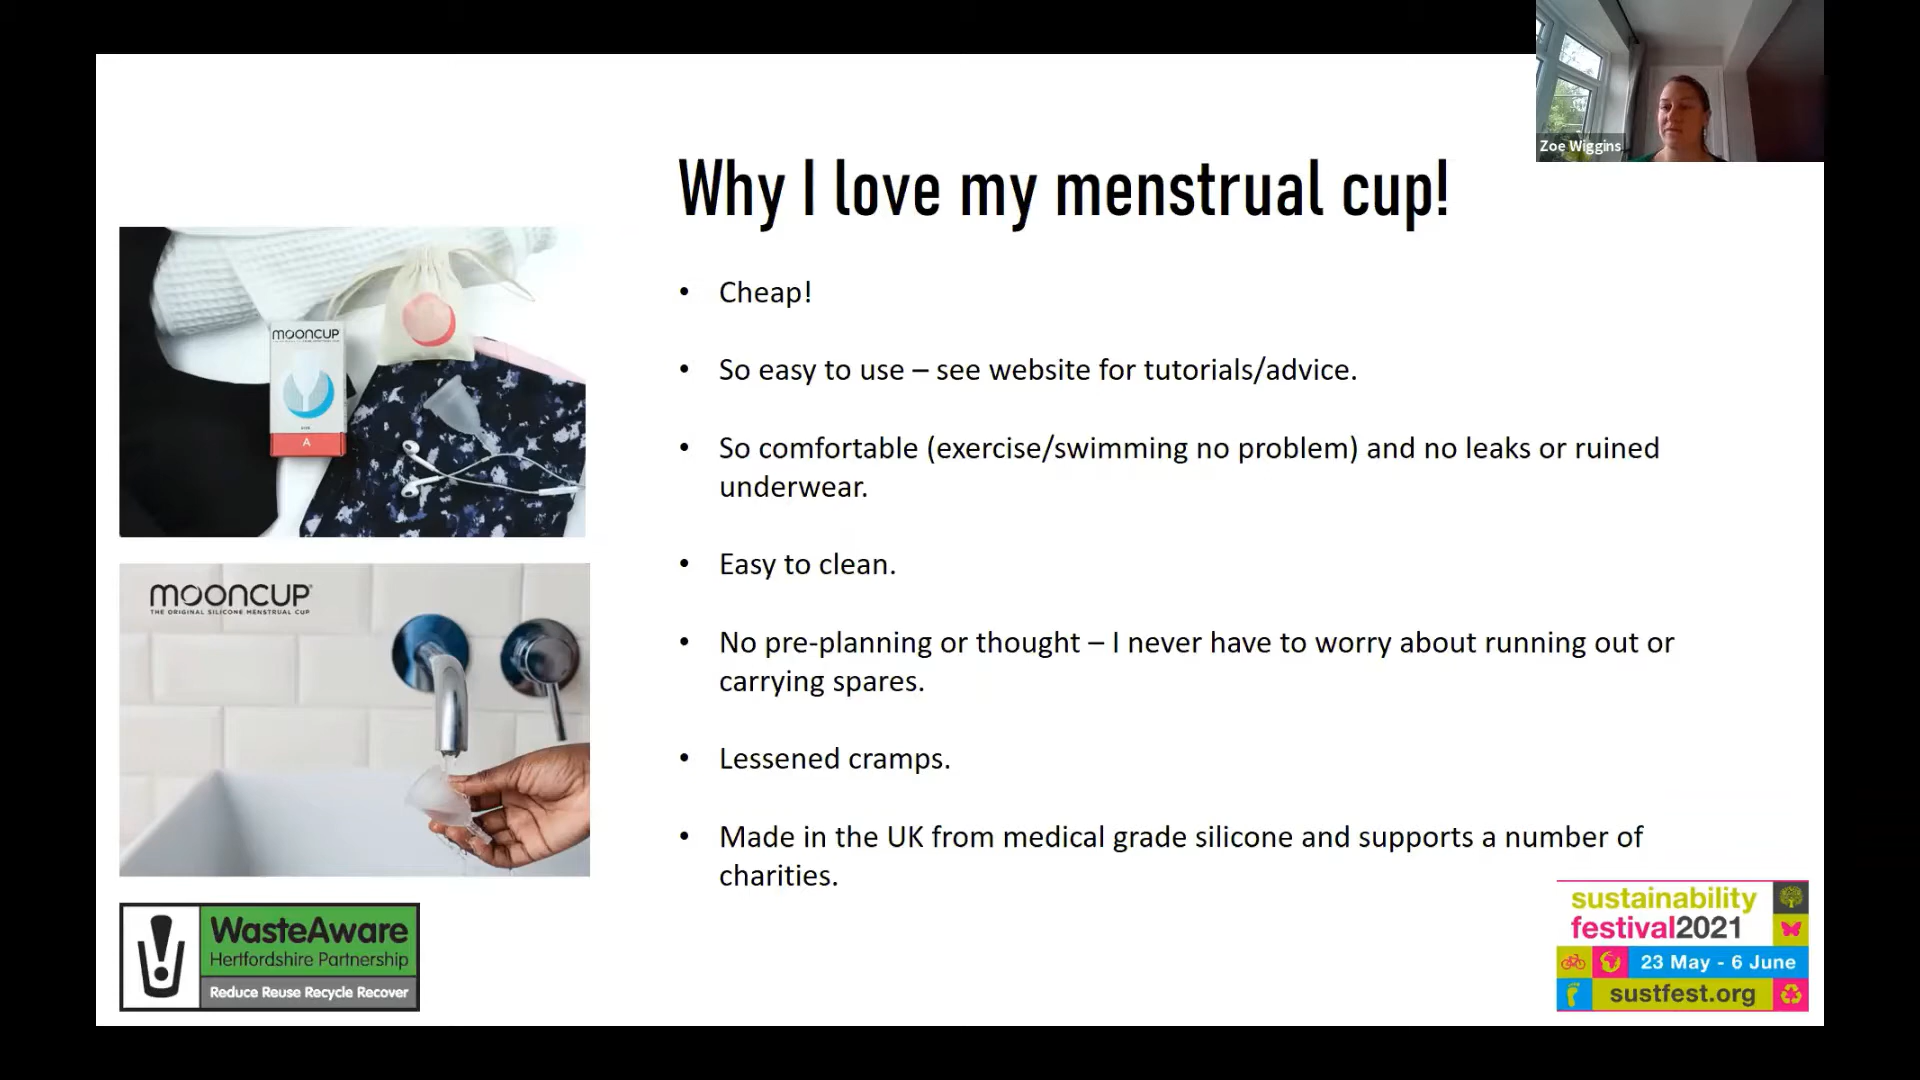 Zoe Wiggins
Why I love my menstrual cup!
• Cheap!
• So easy to use – see website for tutorials/advice.
• So comfortable (exercise/swimming no problem) and no leaks or ruined
underwear.
• Easy to clean.
• No pre-planning or thought – I never have to worry about running out or
carrying spares.
• Lessened cramps.
• Made in the UK from medical grade silicone and supports a number of
charities.
MOONCUP
A
MOONCUP®
THE ORIGINAL SILICONE MENSTRUAL CUP
WasteAware
Hertfordshire Partnership
Reduce Reuse Recycle Recover
sustainability
festival2021
23 May - 6 June
sustfest.org